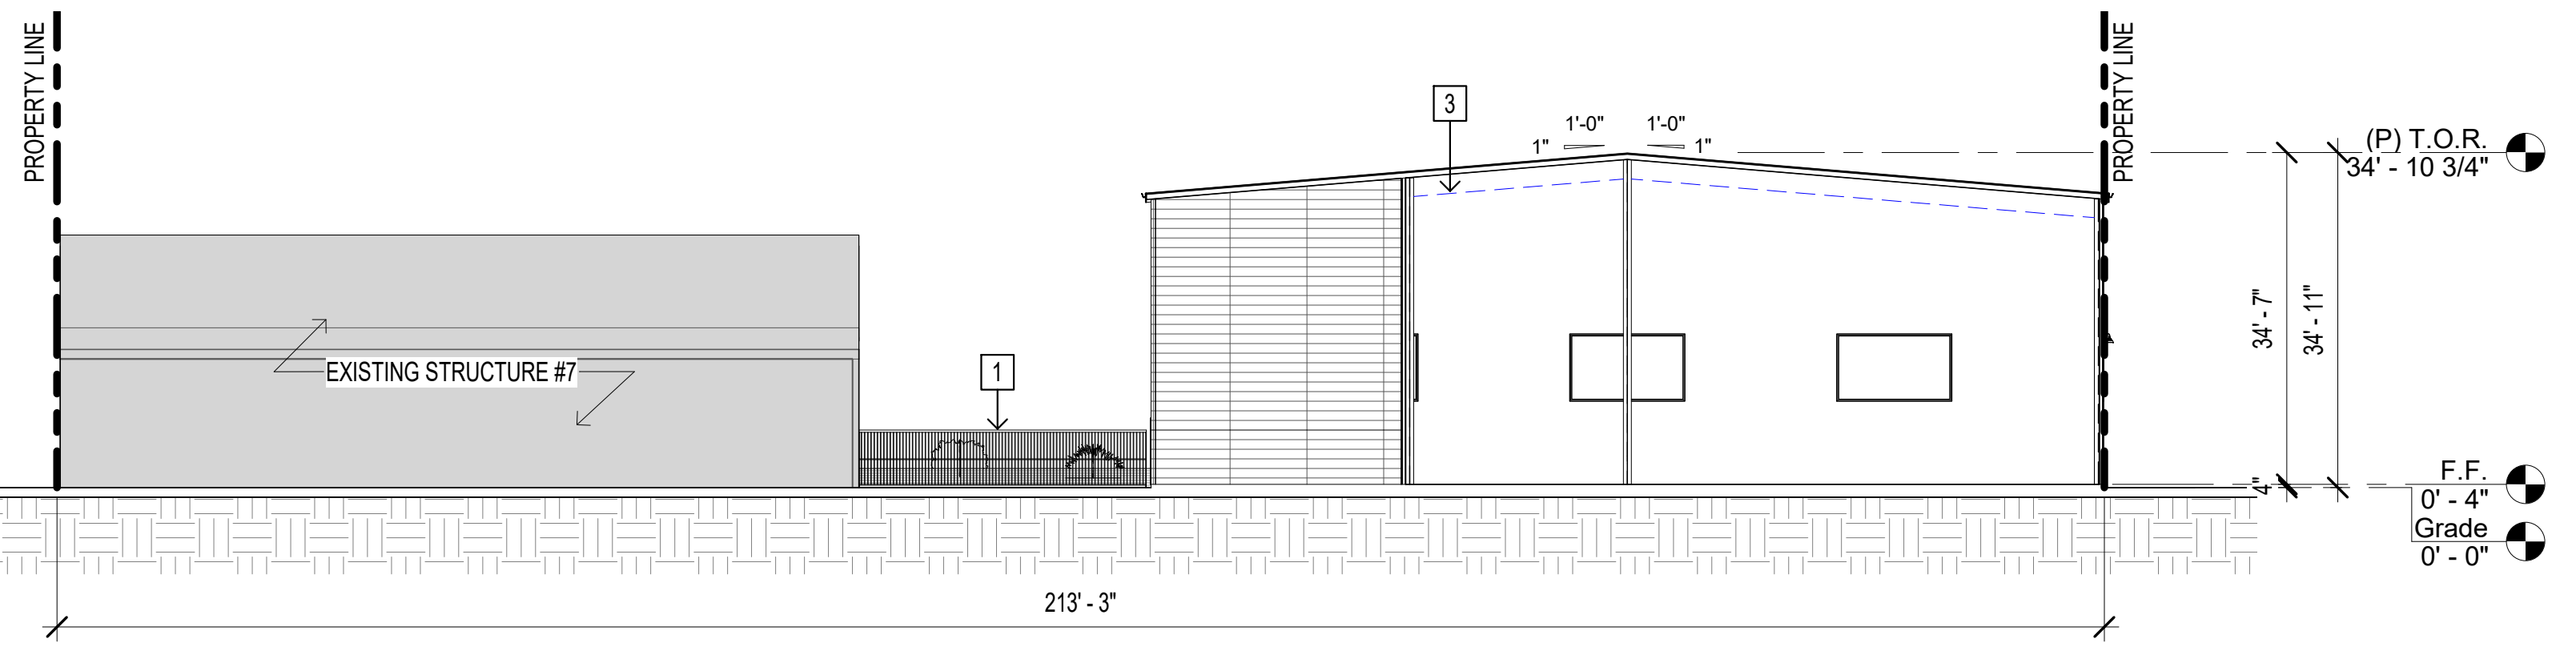 PROPERTY LINE
PROPERTY LINE
3
1'-0" 1'-0"
1" 1"
(P) T.O.R.
34' - 10 3/4"
34' - 7"
34' - 11"
EXISTING STRUCTURE #7
1
4"
F.F.
0' - 4"
Grade
0' - 0"
213' - 3"